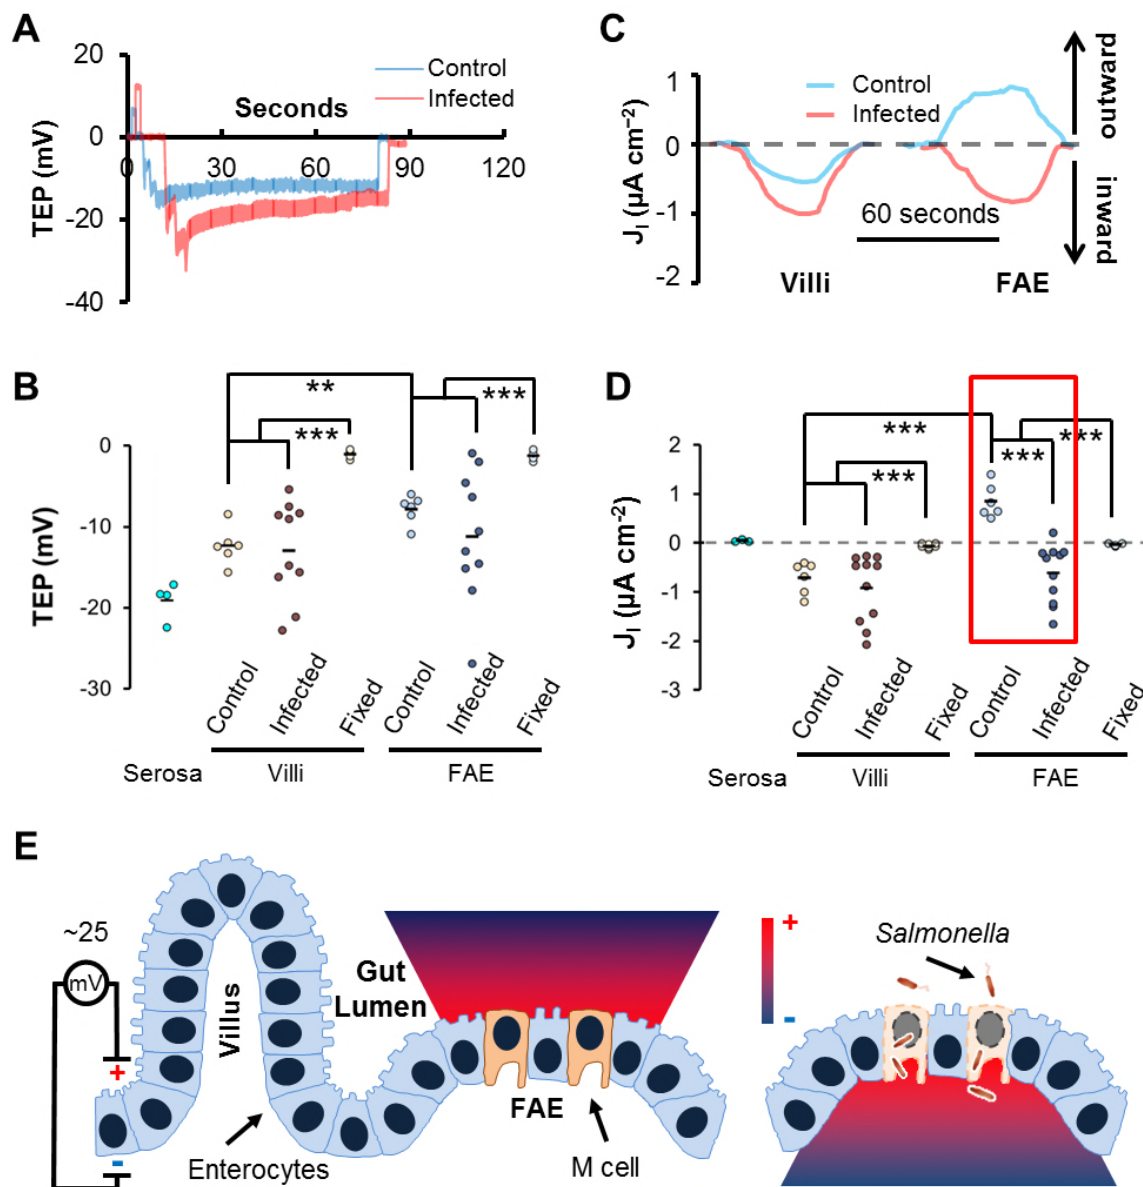 A
20
Control
Infected
Seconds
0
0
30
60
90
120
-20
-40
TEP (mV)
C
1
Control
Infected
0
-1
-2
60 seconds
Villi
FAE
outward
inward
J_I (µA cm⁻²)
B
**
***
***
0
-10
-20
-30
TEP (mV)
Control
Infected
Fixed
Control
Infected
Fixed
Serosa
Villi
FAE
D
***
***
***
***
2
1
0
-1
-2
-3
J_I (µA cm⁻²)
Control
Infected
Fixed
Control
Infected
Fixed
Serosa
Villi
FAE
E
~25
mV
+
-
Villus
Gut
Lumen
FAE
Enterocytes
M cell
+
-
Salmonella